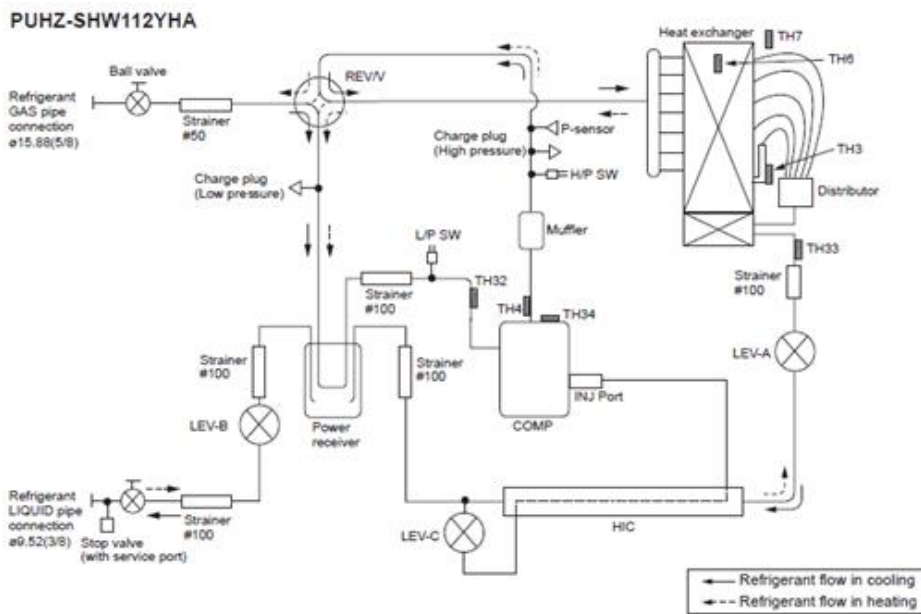 PUHZ-SHW112YHA
Ball valve
Refrigerant
GAS pipe
connection
ø15.88(5/8)
Strainer
#50
REV/V
Heat exchanger
TH7
TH6
P-sensor
Charge plug
(High pressure)
H/P SW
TH3
Distributor
Charge plug
(Low pressure)
Muffler
L/P SW
TH32
TH33
Strainer
#100
Strainer
#100
TH4
TH34
LEV-A
Strainer
#100
Strainer
#100
INJ Port
LEV-B
Power
receiver
COMP
Refrigerant
LIQUID pipe
connection
ø9.52(3/8)
Strainer
#100
Stop valve
(with service port)
LEV-C
HIC
Refrigerant flow in cooling
Refrigerant flow in heating